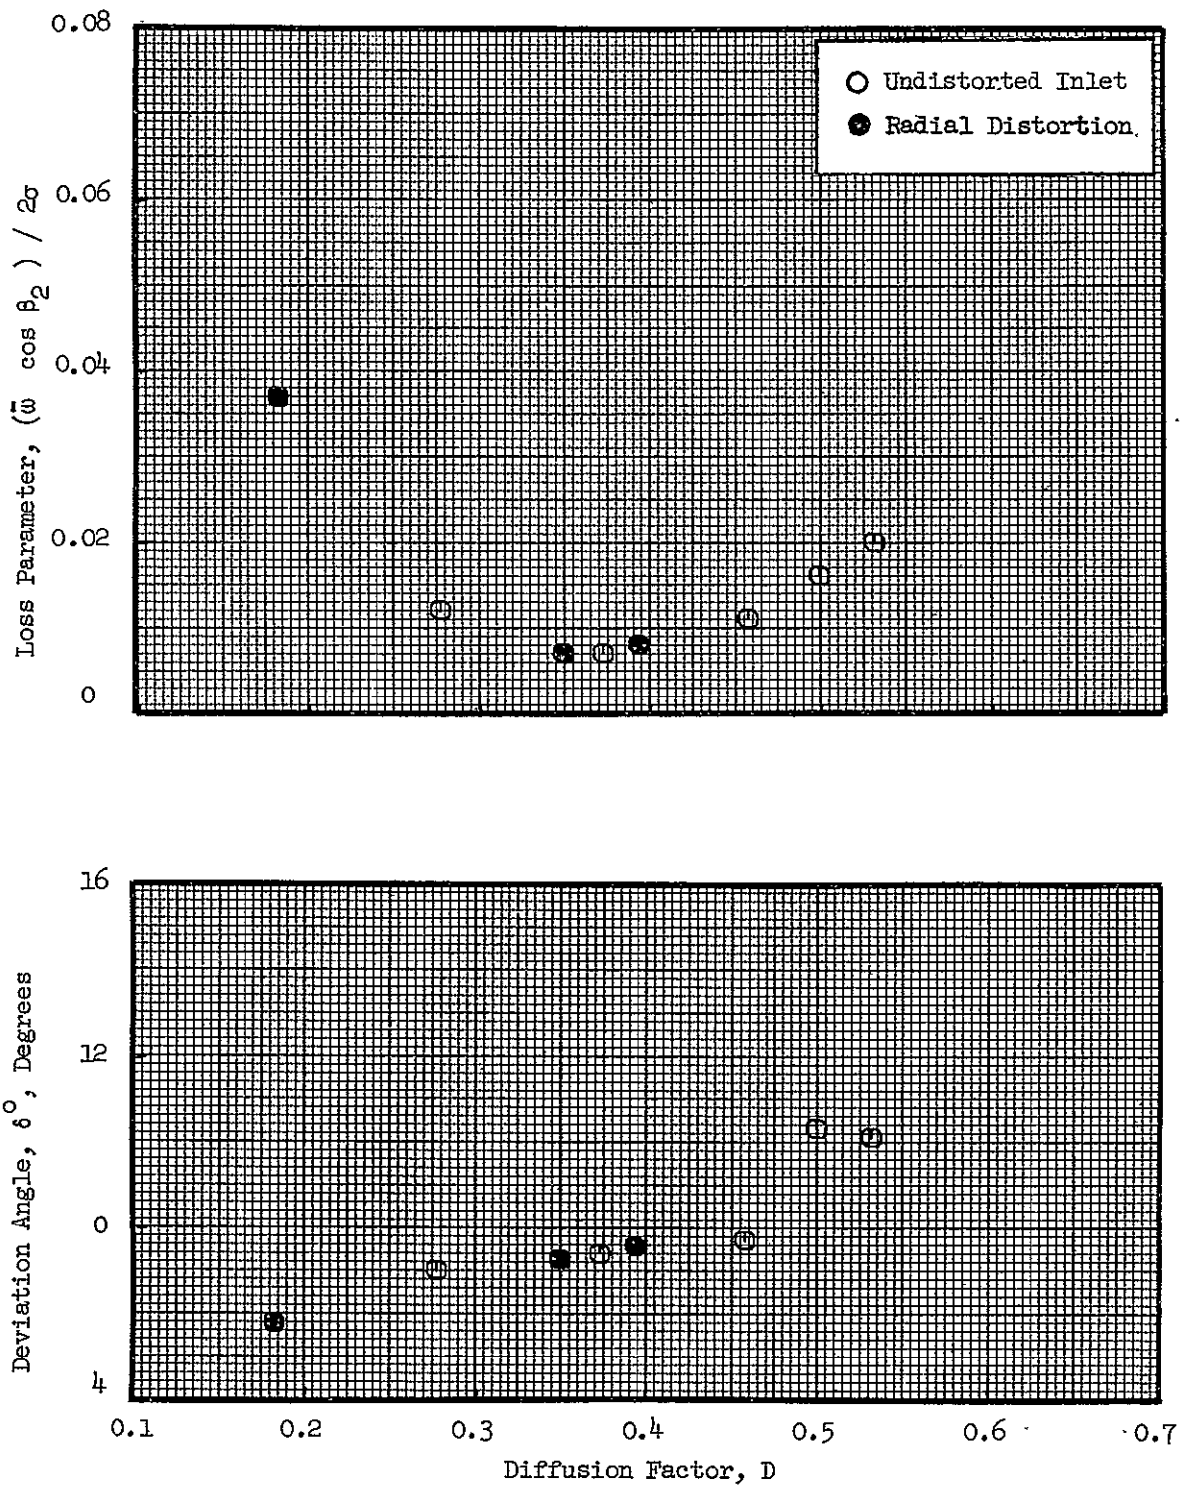 0.08
0.06
0.04
0.02
0
Loss Parameter, (ω̄ cos β₂ ) / 2σ
Undistorted Inlet
Radial Distortion
16
12
0
4
Deviation Angle, δ°, Degrees
0.1 0.2 0.3 0.4 0.5 0.6 0.7
Diffusion Factor, D